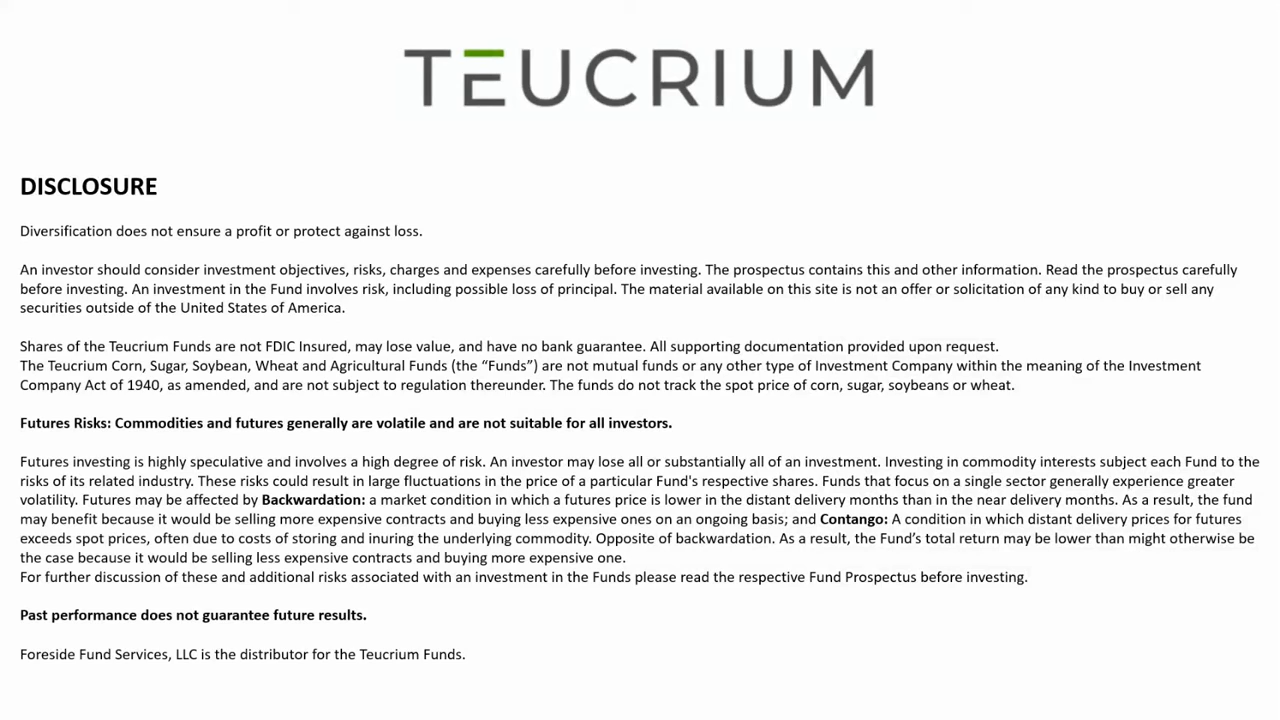 TEUCRIUM
DISCLOSURE
Diversification does not ensure a profit or protect against loss.
An investor should consider investment objectives, risks, charges and expenses carefully before investing. The prospectus contains this and other information. Read the prospectus carefully
before investing. An investment in the Fund involves risk, including possible loss of principal. The material available on this site is not an offer or solicitation of any kind to buy or sell any
securities outside of the United States of America.
Shares of the Teucrium Funds are not FDIC Insured, may lose value, and have no bank guarantee. All supporting documentation provided upon request.
The Teucrium Corn, Sugar, Soybean, Wheat and Agricultural Funds (the “Funds”) are not mutual funds or any other type of Investment Company within the meaning of the Investment
Company Act of 1940, as amended, and are not subject to regulation thereunder. The funds do not track the spot price of corn, sugar, soybeans or wheat.
Futures Risks: Commodities and futures generally are volatile and are not suitable for all investors.
Futures investing is highly speculative and involves a high degree of risk. An investor may lose all or substantially all of an investment. Investing in commodity interests subject each Fund to the
risks of its related industry. These risks could result in large fluctuations in the price of a particular Fund's respective shares. Funds that focus on a single sector generally experience greater
volatility. Futures may be affected by Backwardation: a market condition in which a futures price is lower in the distant delivery months than in the near delivery months. As a result, the fund
may benefit because it would be selling more expensive contracts and buying less expensive ones on an ongoing basis; and Contango: A condition in which distant delivery prices for futures
exceeds spot prices, often due to costs of storing and inuring the underlying commodity. Opposite of backwardation. As a result, the Fund’s total return may be lower than might otherwise be
the case because it would be selling less expensive contracts and buying more expensive one.
For further discussion of these and additional risks associated with an investment in the Funds please read the respective Fund Prospectus before investing.
Past performance does not guarantee future results.
Foreside Fund Services, LLC is the distributor for the Teucrium Funds.